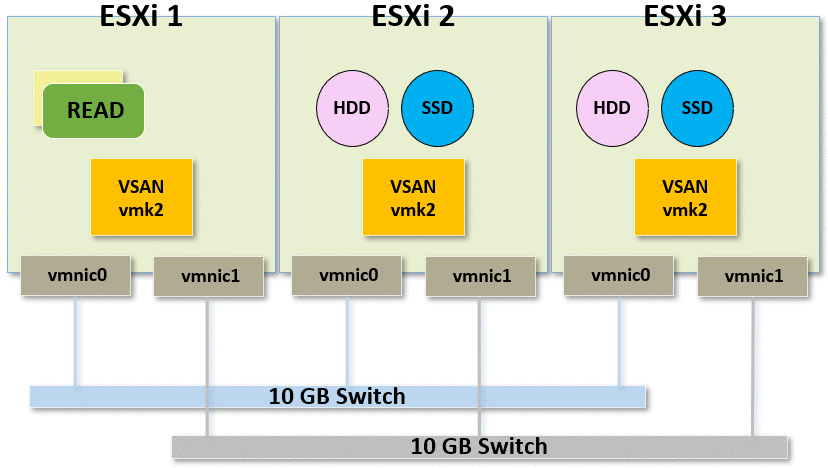 ESXi 1
ESXi 2
ESXi 3
READ
HDD
SSD
HDD
SSD
VSAN
vmk2
VSAN
vmk2
VSAN
vmk2
vmnic0
vmnic1
vmnic0
vmnic1
vmnic0
vmnic1
10 GB Switch
10 GB Switch